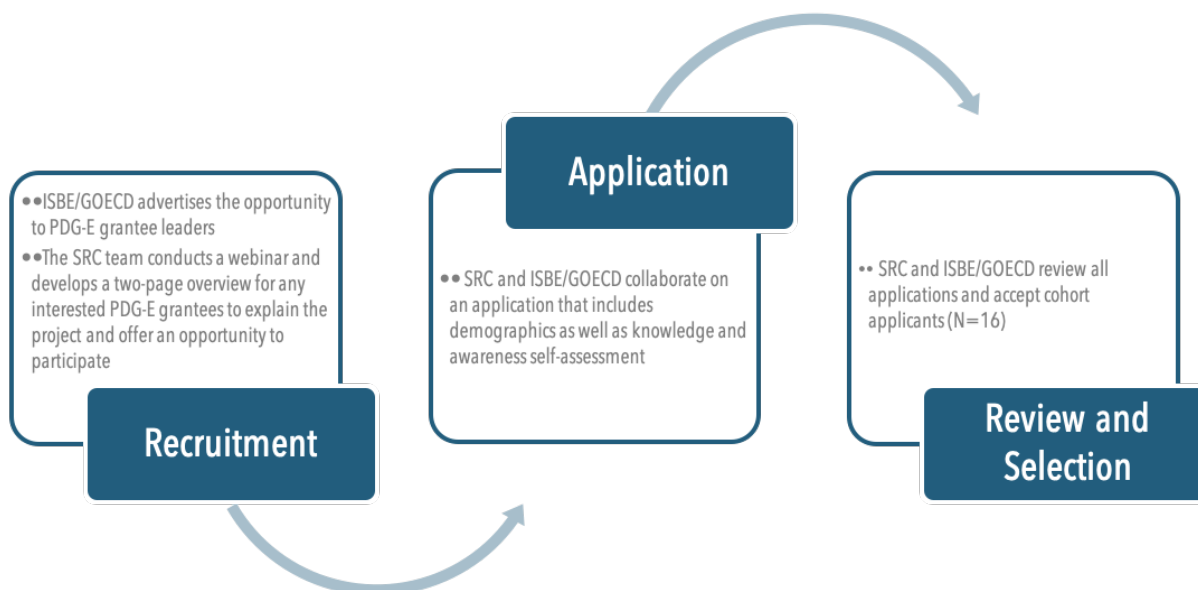 ••ISBE/GOECD advertises the opportunity
to PDG-E grantee leaders
••The SRC team conducts a webinar and
develops a two-page overview for any
interested PDG-E grantees to explain the
project and offer an opportunity to
participate
Recruitment
Application
•• SRC and ISBE/GOECD collaborate on
an application that includes
demographics as well as knowledge and
awareness self-assessment
•• SRC and ISBE/GOECD review all
applications and accept cohort
applicants (N=16)
Review and
Selection